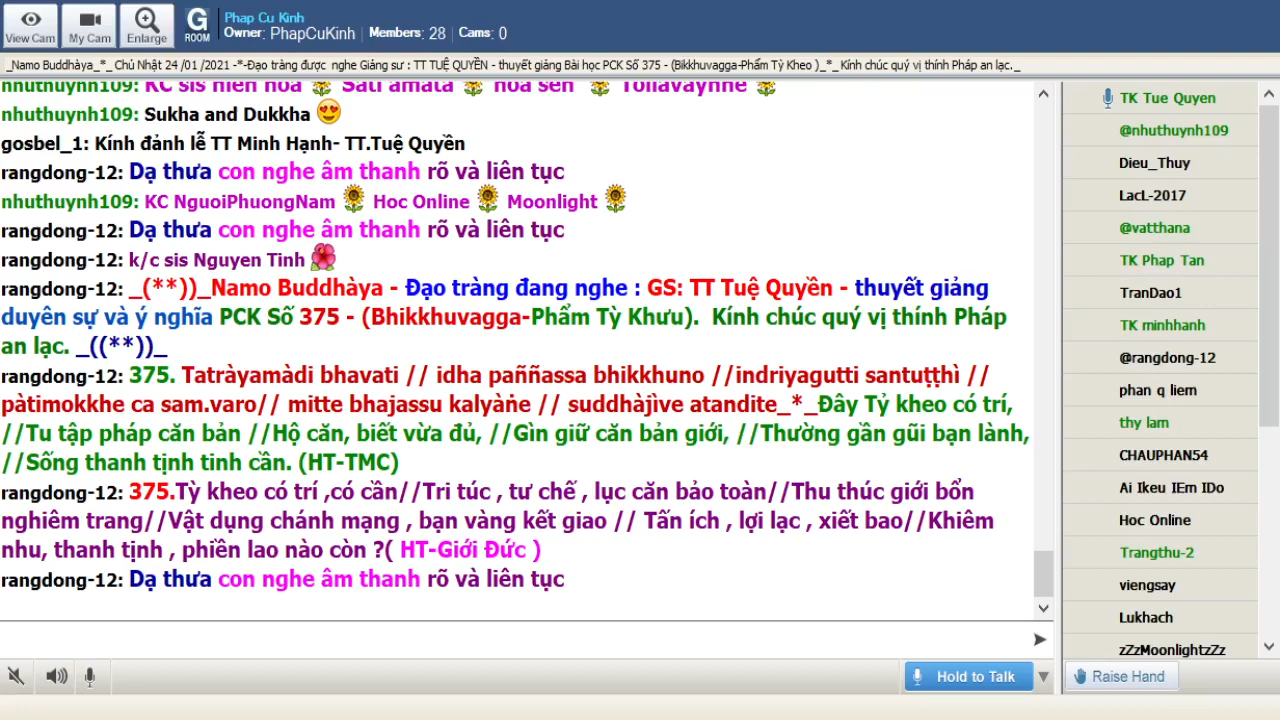 View Cam
My Cam
Enlarge
G
ROOM
Phap Cu Kinh
Owner: PhapCuKinh
Members: 28
Cams: 0
_Namo Buddhàya_*_ Chủ Nhật 24 /01 /2021 -*-Đạo tràng được nghe Giảng sư : TT TUỆ QUYỀN - thuyết giảng Bài học PCK Số 375 - (Bikkhuvagga-Phẩm Tỳ Kheo )_*_ Kính chúc quý vị thính Pháp an lạc._
nhuthuynh109: KC sis hien hoa Sati amata hoa sen Tollavaynhe
nhuthuynh109: Sukha and Dukkha
gosbel_1: Kính đảnh lễ TT Minh Hạnh- TT.Tuệ Quyền
rangdong-12: Dạ thưa con nghe âm thanh rõ và liên tục
nhuthuynh109: KC NguoiPhuongNam Hoc Online Moonlight
rangdong-12: Dạ thưa con nghe âm thanh rõ và liên tục
rangdong-12: k/c sis Nguyen Tinh
rangdong-12: _(**))_Namo Buddhàya - Đạo tràng đang nghe : GS: TT Tuệ Quyền - thuyết giảng
duyên sự và ý nghĩa PCK Số 375 - (Bhikkhuvagga-Phẩm Tỳ Khưu). Kính chúc quý vị thính Pháp
an lạc. _((**))_
rangdong-12: 375. Tatràyamàdi bhavati // idha paññassa bhikkhuno //indriyagutti santuṭṭhì //
pàtimokkhe ca sam.varo// mitte bhajassu kalyàṅe // suddhàjìve atandite_*_Đây Tỷ kheo có trí,
//Tu tập pháp căn bản //Hộ căn, biết vừa đủ, //Gìn giữ căn bản giới, //Thường gần gũi bạn lành,
//Sống thanh tịnh tinh cần. (HT-TMC)
rangdong-12: 375.Tỳ kheo có trí ,có cần//Tri túc , tư chế , lục căn bảo toàn//Thu thúc giới bổn
nghiêm trang//Vật dụng chánh mạng , bạn vàng kết giao // Tấn ích , lợi lạc , xiết bao//Khiêm
nhu, thanh tịnh , phiền lao nào còn ?( HT-Giới Đức )
rangdong-12: Dạ thưa con nghe âm thanh rõ và liên tục
Hold to Talk
TK Tue Quyen
@nhuthuynh109
Dieu_Thuy
LacL-2017
@vatthana
TK Phap Tan
TranDao1
TK minhhanh
@rangdong-12
phan q liem
thy lam
CHAUPHAN54
Ai Ikeu IEm IDo
Hoc Online
Trangthu-2
viengsay
Lukhach
zZzMoonlightzZz
Raise Hand